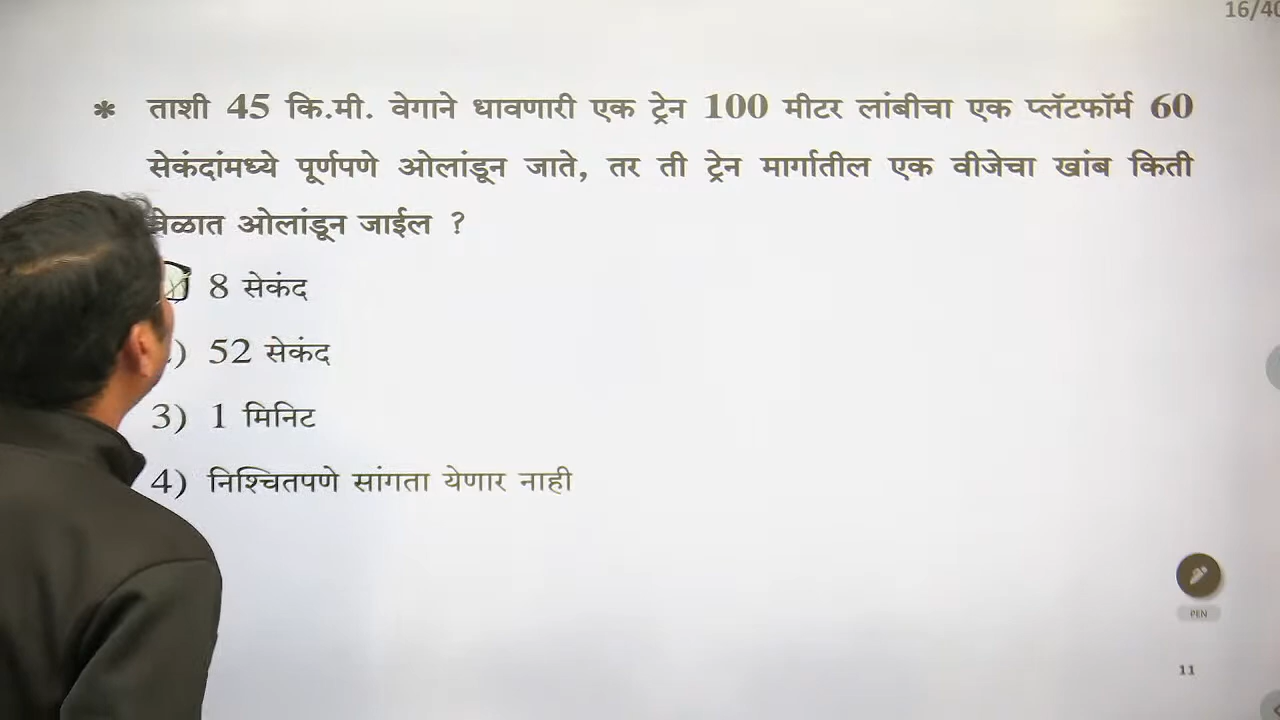 16/40
* ताशी 45 कि.मी. वेगाने धावणारी एक ट्रेन 100 मीटर लांबीचा एक प्लॅटफॉर्म 60
सेकंदांमध्ये पूर्णपणे ओलांडून जाते, तर ती ट्रेन मार्गातील एक वीजेचा खांब किती
वेळात ओलांडून जाईल ?
8 सेकंद
) 52 सेकंद
3) 1 मिनिट
4) निश्चितपणे सांगता येणार नाही
PEN
11